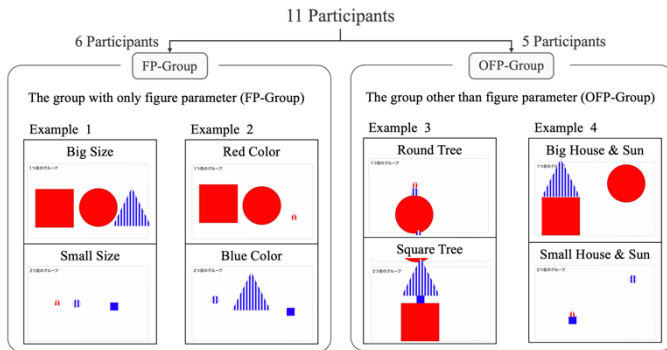 11 Participants
6 Participants
5 Participants
FP-Group
OFP-Group
The group with only figure parameter (FP-Group)
The group other than figure parameter (OFP-Group)
Example 1
Example 2
Example 3
Example 4
Big Size
Red Color
Round Tree
Big House & Sun
1つ目のグループ
1つ目のグループ
1つ目のグループ
1つ目のグループ
Small Size
Blue Color
Square Tree
Small House & Sun
2つ目のグループ
2つ目のグループ
2つ目のグループ
2つ目のグループ